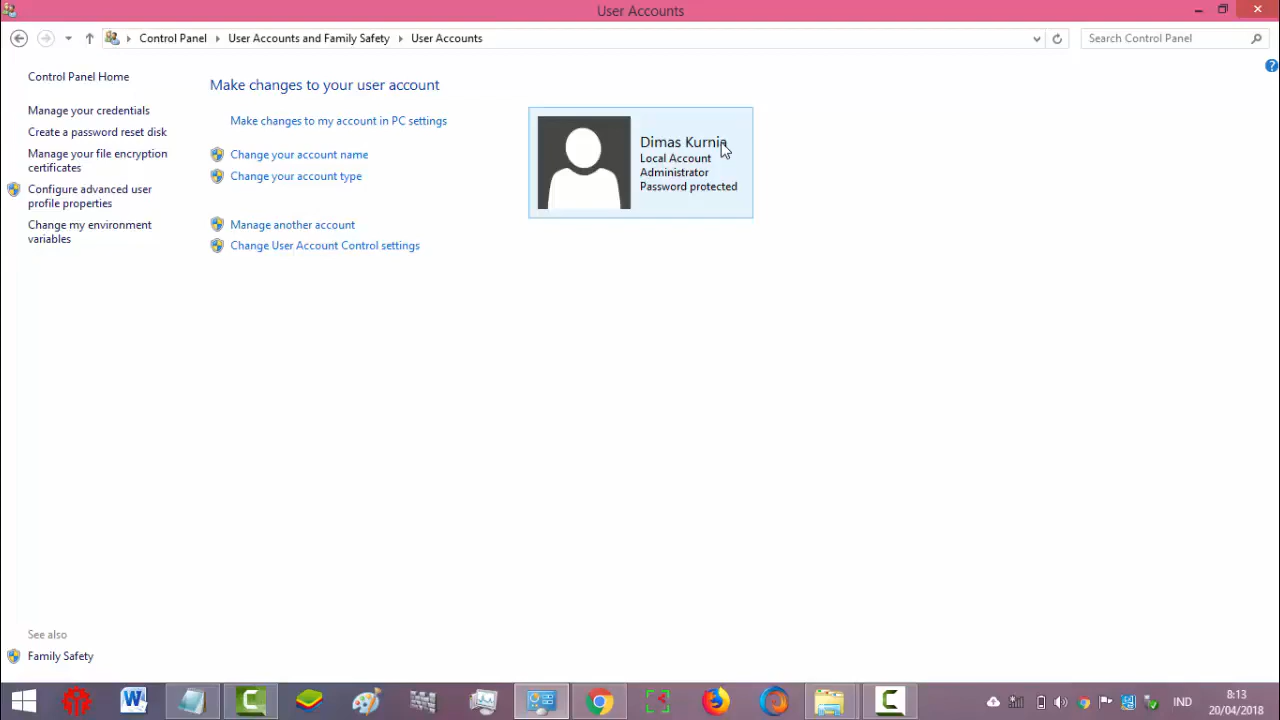 User Accounts
Control Panel
User Accounts and Family Safety
User Accounts
Search Control Panel
Control Panel Home
Manage your credentials
Create a password reset disk
Manage your file encryption
certificates
Configure advanced user
profile properties
Change my environment
variables
Make changes to your user account
Make changes to my account in PC settings
Change your account name
Change your account type
Manage another account
Change User Account Control settings
Dimas Kurnia
Local Account
Administrator
Password protected
See also
Family Safety
IND
8:13
20/04/2018